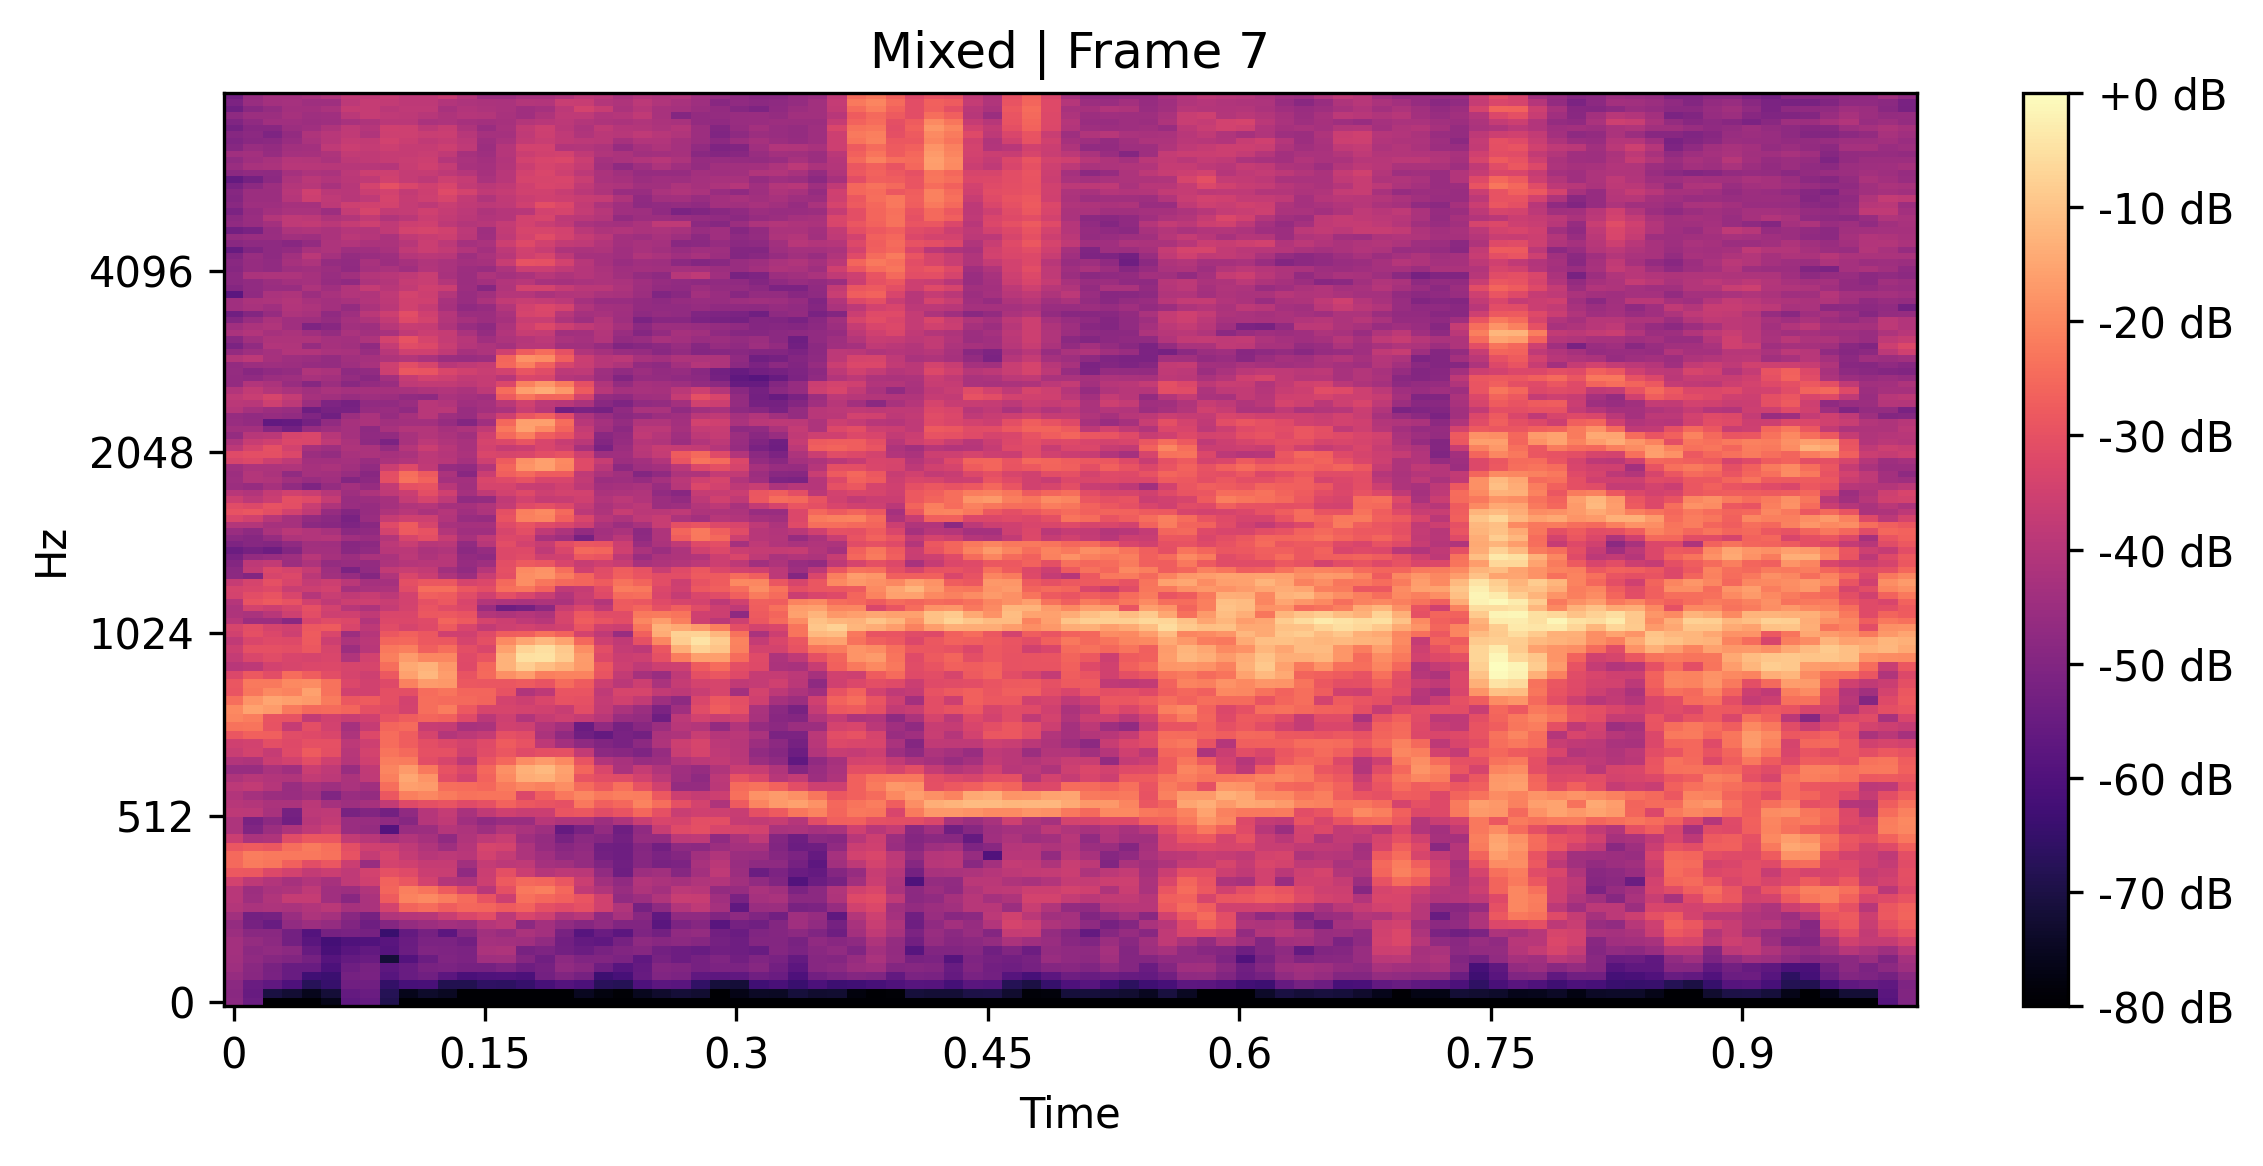 Mixed | Frame 7
Hz
4096
2048
1024
512
0
0 0.15 0.3 0.45 0.6 0.75 0.9
Time
+0 dB
-10 dB
-20 dB
-30 dB
-40 dB
-50 dB
-60 dB
-70 dB
-80 dB